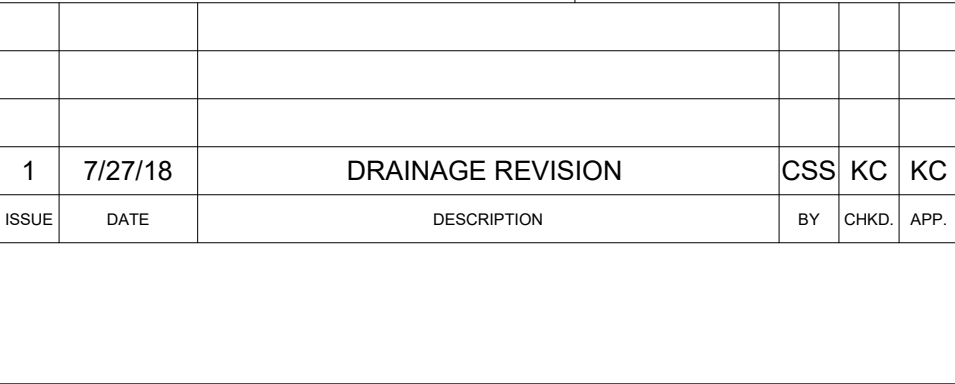 1 7/27/18 DRAINAGE REVISION CSS KC KC
ISSUE DATE DESCRIPTION BY CHKD. APP.